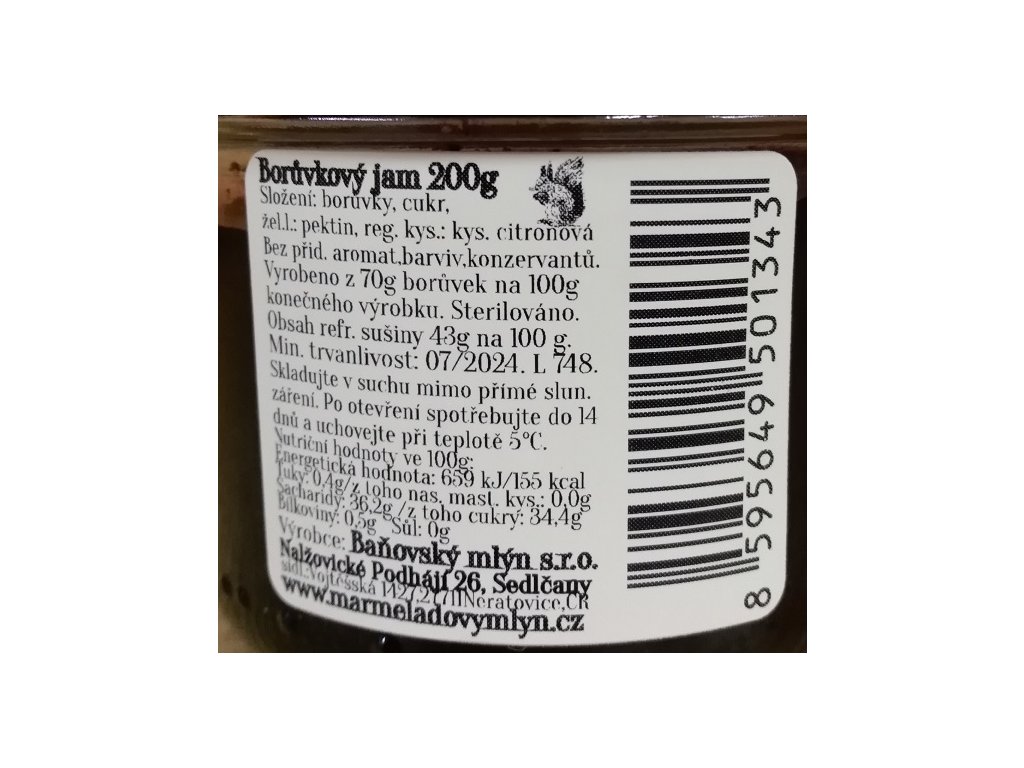 Borůvkový jam 200g
Složení: borůvky, cukr,
žel.l.: pektin, reg. kys.: kys. citronová
Bez přid. aromat,barviv,konzervantů.
Vyrobeno z 70g borůvek na 100g
konečného výrobku. Sterilováno.
Obsah refr. sušiny 43g na 100 g.
Min. trvanlivost: 07/2024. L 748.
Skladujte v suchu mimo přímé slun.
záření. Po otevření spotřebujte do 14
dnů a uchovejte při teplotě 5°C.
Nutriční hodnoty ve 100g:
Energetická hodnota: 659 kJ/155 kcal
Tuky: 0,4g/z toho nas. mast. kys.: 0,0g
Sacharidy: 36,2g /z toho cukry: 34,4g
Bílkoviny: 0,5g Sůl: 0g
Výrobce: Baňovský mlýn s.r.o.
Nalžovické Podhájí 26, Sedlčany
Neratovice,ČR
www.marmeladovymlyn.cz
8 595649 501343